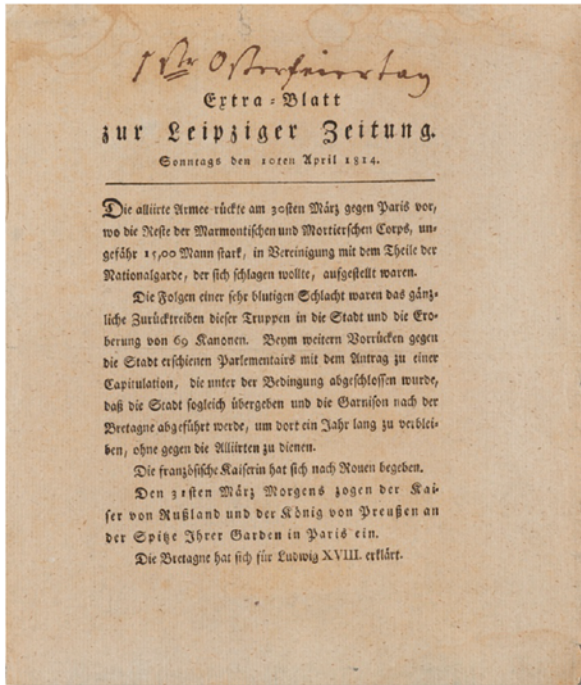 1ster Osterfeiertag
Extra-Blatt
zur Leipziger Zeitung.
Sonntags den 10ten April 1814.
Die alliirte Armee rückte am 30sten März gegen Paris vor,
wo die Reste der Marmontischen und Mortierschen Corps, un-
gefähr 15,00 Mann stark, in Vereinigung mit dem Theile der
Nationalgarde, der sich schlagen wollte, aufgestellt waren.
Die Folgen einer sehr blutigen Schlacht waren das gänz-
liche Zurücktreiben dieser Truppen in die Stadt und die Ero-
berung von 69 Kanonen. Beym weitern Vorrücken gegen
die Stadt erschienen Parlementairs mit dem Antrag zu einer
Capitulation, die unter der Bedingung abgeschlossen wurde,
daß die Stadt sogleich übergeben und die Garnison nach der
Bretagne abgeführt werde, um dort ein Jahr lang zu verblei-
ben, ohne gegen die Alliirten zu dienen.
Die französische Kaiserin hat sich nach Rouen begeben.
Den 31sten März Morgens zogen der Kai-
ser von Rußland und der König von Preußen an
der Spitze Ihrer Garden in Paris ein.
Die Bretagne hat sich für Ludwig XVIII. erklärt.